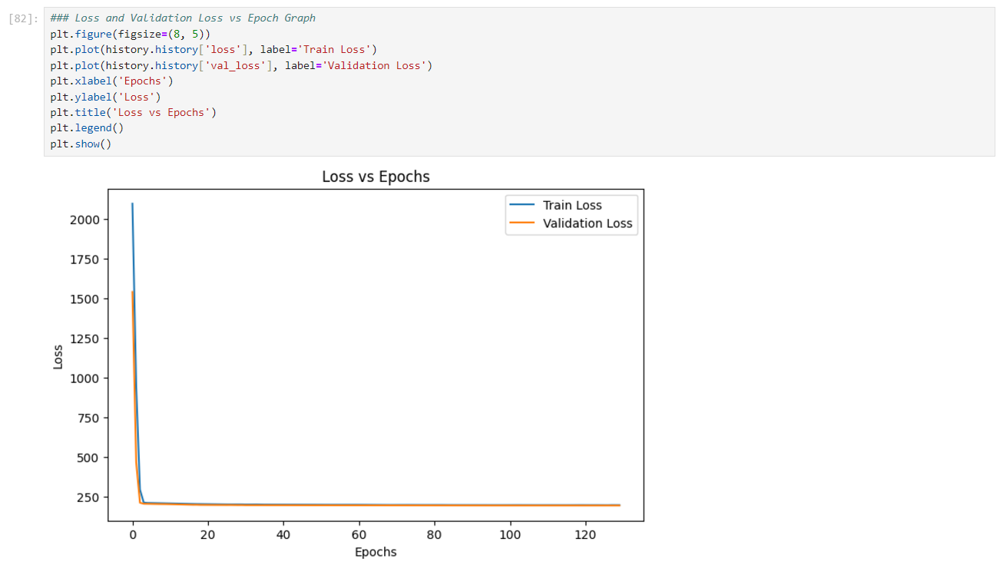 [82]:
### Loss and Validation Loss vs Epoch Graph
plt.figure(figsize=(8, 5))
plt.plot(history.history['loss'], label='Train Loss')
plt.plot(history.history['val_loss'], label='Validation Loss')
plt.xlabel('Epochs')
plt.ylabel('Loss')
plt.title('Loss vs Epochs')
plt.legend()
plt.show()
Loss vs Epochs
Train Loss
Validation Loss
2000
1750
1500
1250
1000
750
500
250
Loss
0 20 40 60 80 100 120
Epochs